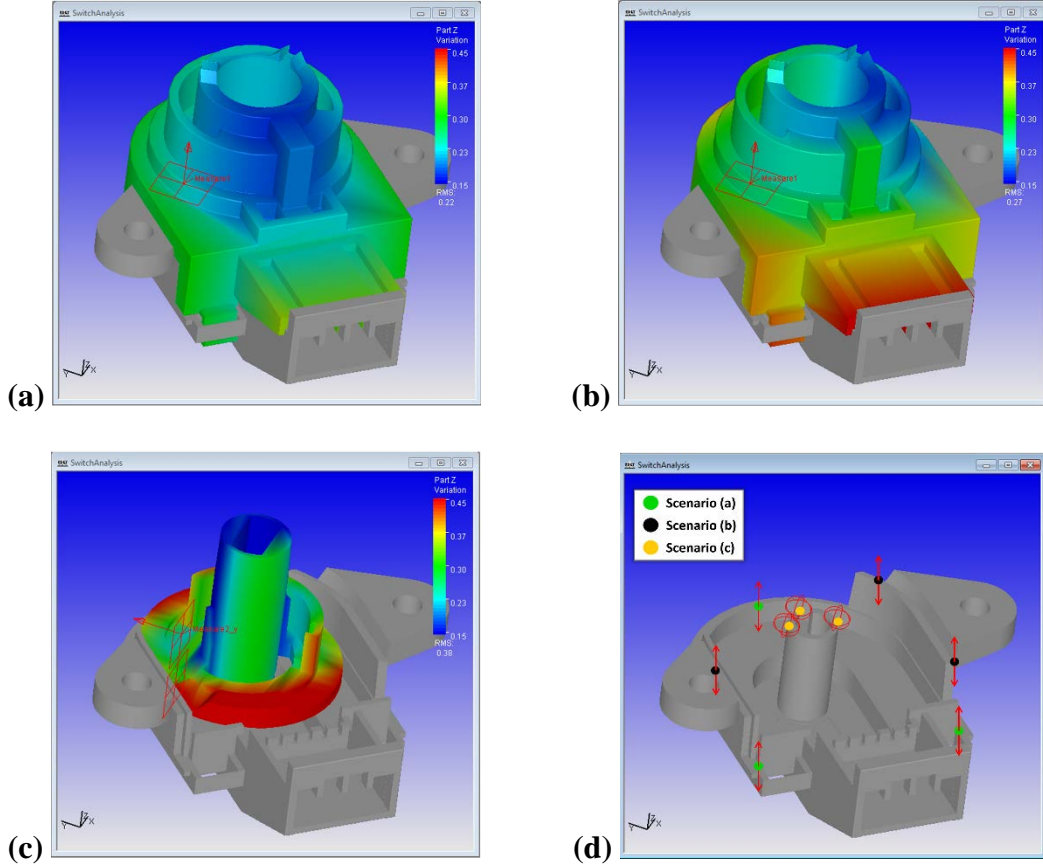 SwitchAnalysis
Part Z
Variation
0.45
0.37
0.30
0.23
0.15
RMS:
0.22
Measure1
Z
Y X
(a)
SwitchAnalysis
Part Z
Variation
0.45
0.37
0.30
0.23
0.15
RMS:
0.27
Measure1
Z
Y X
(b)
SwitchAnalysis
Part Z
Variation
0.45
0.37
0.30
0.23
0.15
RMS:
0.38
Z
Y X
(c)
SwitchAnalysis
Scenario (a)
Scenario (b)
Scenario (c)
Z
Y X
(d)